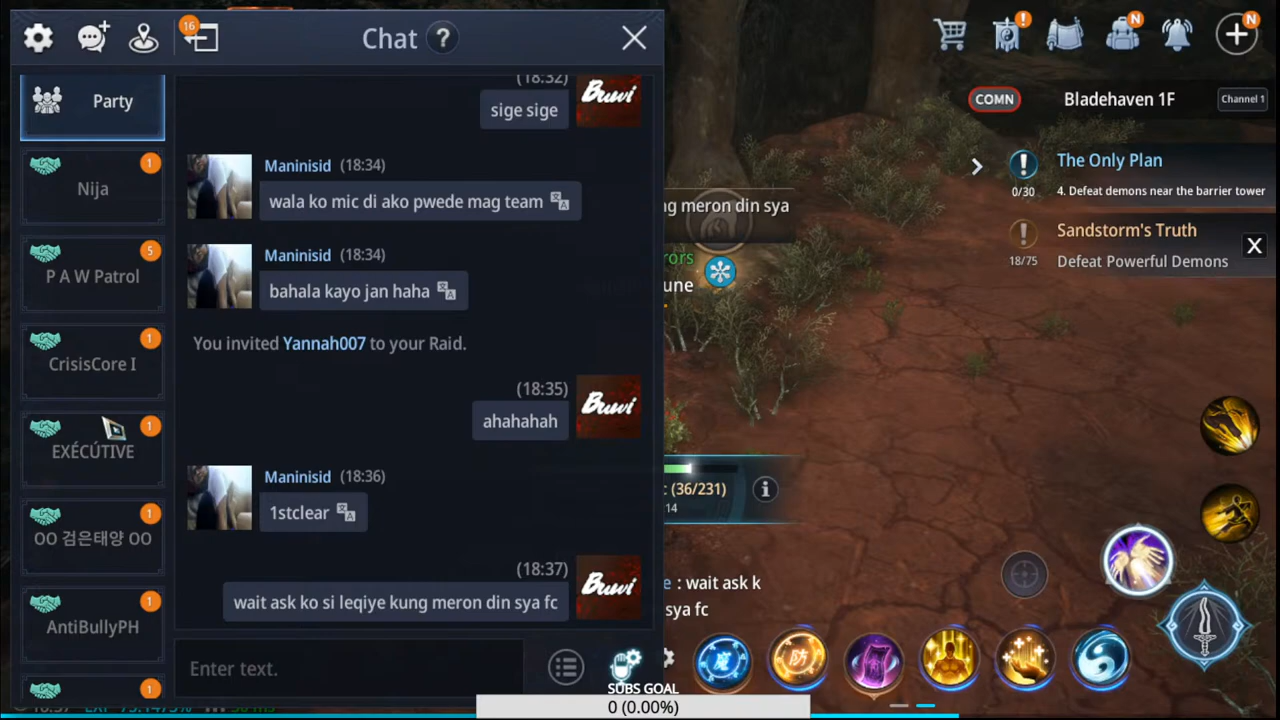 16
Chat ?
COMN Bladehaven 1F Channel 1
Party
Nija 1
P A W Patrol 5
CrisisCore I 1
EXÉCÚTIVE 1
OO 검은태양 OO 1
AntiBullyPH 1
1
(18:32)
sige sige
Buwi
Maninisid (18:34)
wala ko mic di ako pwede mag team
Maninisid (18:34)
bahala kayo jan haha
You invited Yannah007 to your Raid.
(18:35)
ahahahah
Buwi
Maninisid (18:36)
1stclear
(18:37)
wait ask ko si leqiye kung meron din sya fc
Buwi
Enter text.
ng meron din sya
rors
une
(36/231)
14
e : wait ask k
sya fc
The Only Plan
0/30 4. Defeat demons near the barrier tower
Sandstorm's Truth
18/75 Defeat Powerful Demons
X
N
N
防
SUBS GOAL
0 (0.00%)